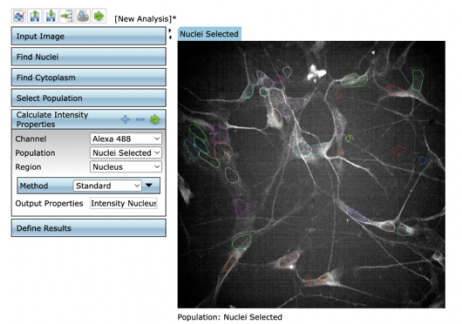 [New Analysis]*
Input Image
Nuclei Selected
Find Nuclei
Find Cytoplasm
Select Population
Calculate Intensity
Properties
Channel Alexa 488
Population Nuclei Selected
Region Nucleus
Method Standard
Output Properties Intensity Nucleus
Define Results
Population: Nuclei Selected